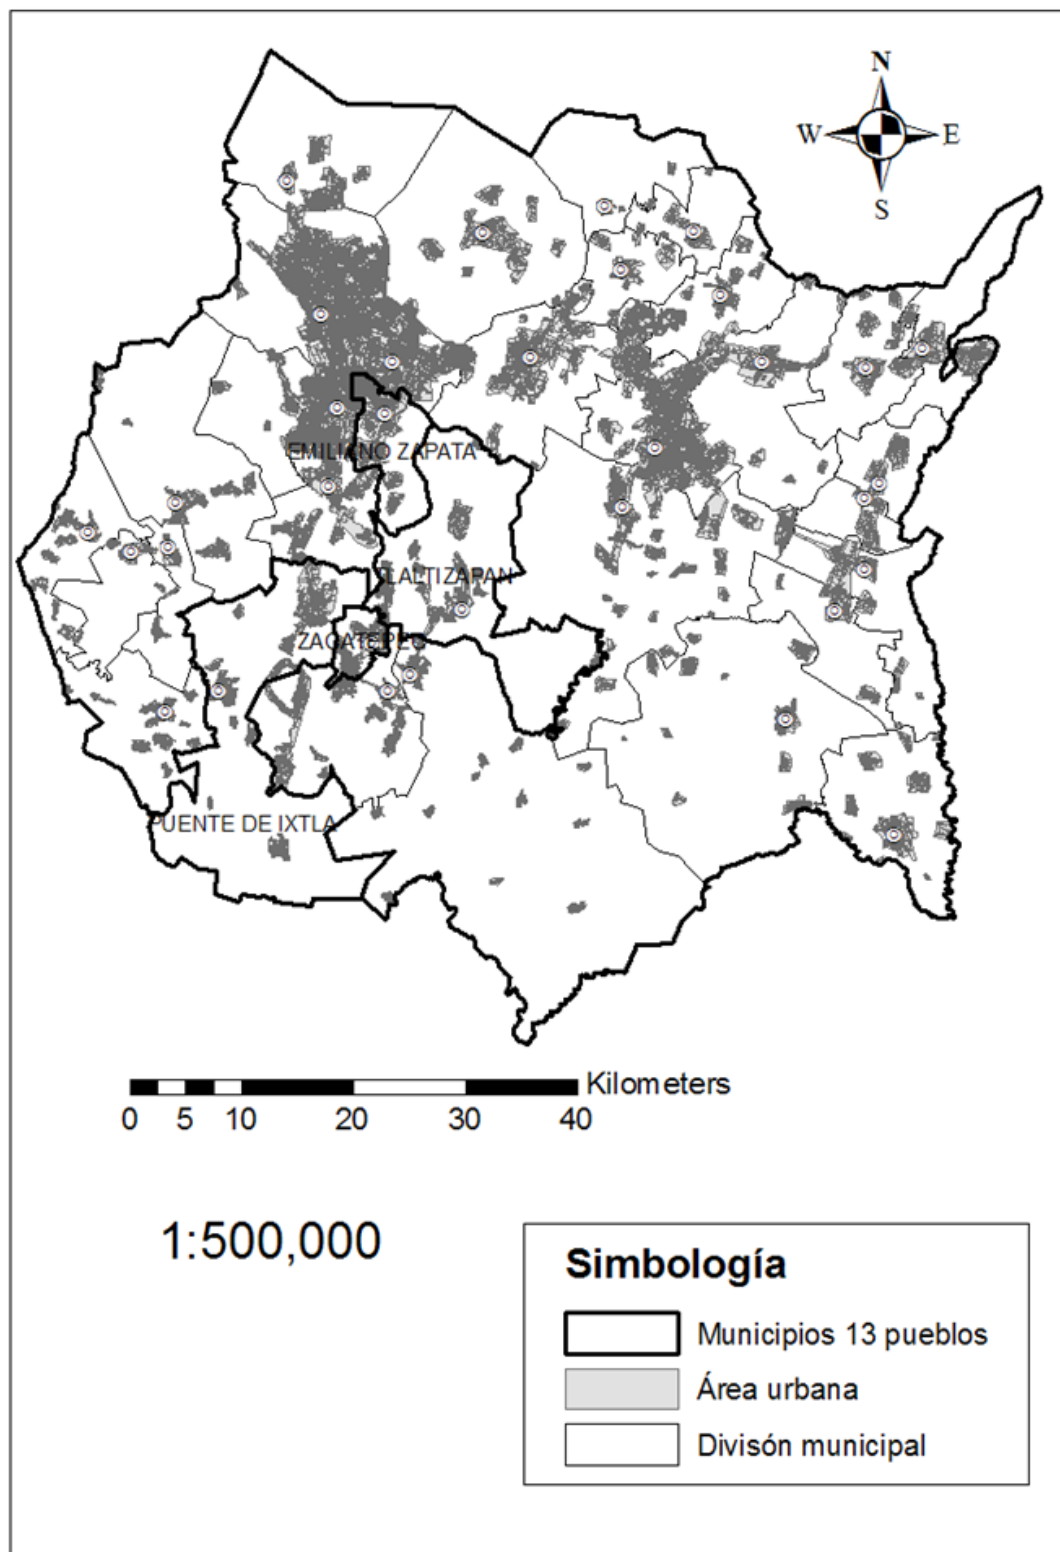 N
W E
S
EMILIANO ZAPATA
TLALTIZAPAN
ZACATEPEC
PUENTE DE IXTLA
Kilometers
0 5 10 20 30 40
1:500,000
Simbología
Municipios 13 pueblos
Área urbana
Divisón municipal